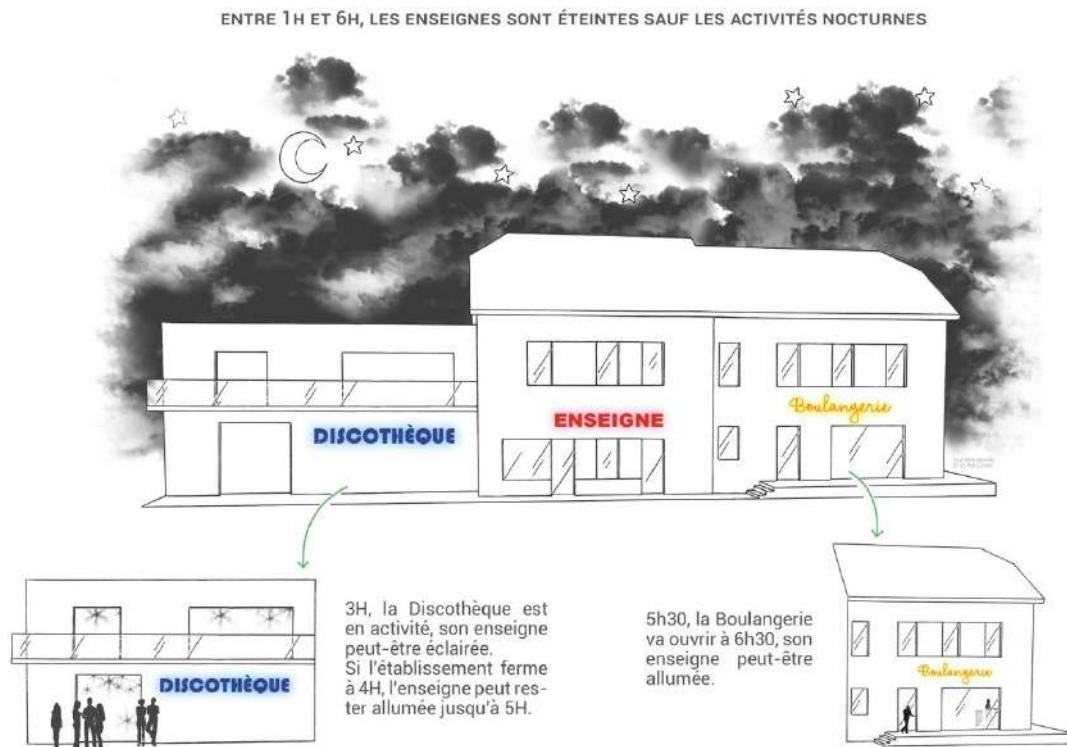 ENTRE 1H ET 6H, LES ENSEIGNES SONT ÉTEINTES SAUF LES ACTIVITÉS NOCTURNES
DISCOTHÈQUE
ENSEIGNE
Boulangerie
3H, la Discothèque est
en activité, son enseigne
peut-être éclairée.
Si l'établissement ferme
à 4H, l'enseigne peut res-
ter allumée jusqu'à 5H.
DISCOTHÈQUE
5h30, la Boulangerie
va ouvrir à 6h30, son
enseigne peut-être
allumée.
Boulangerie